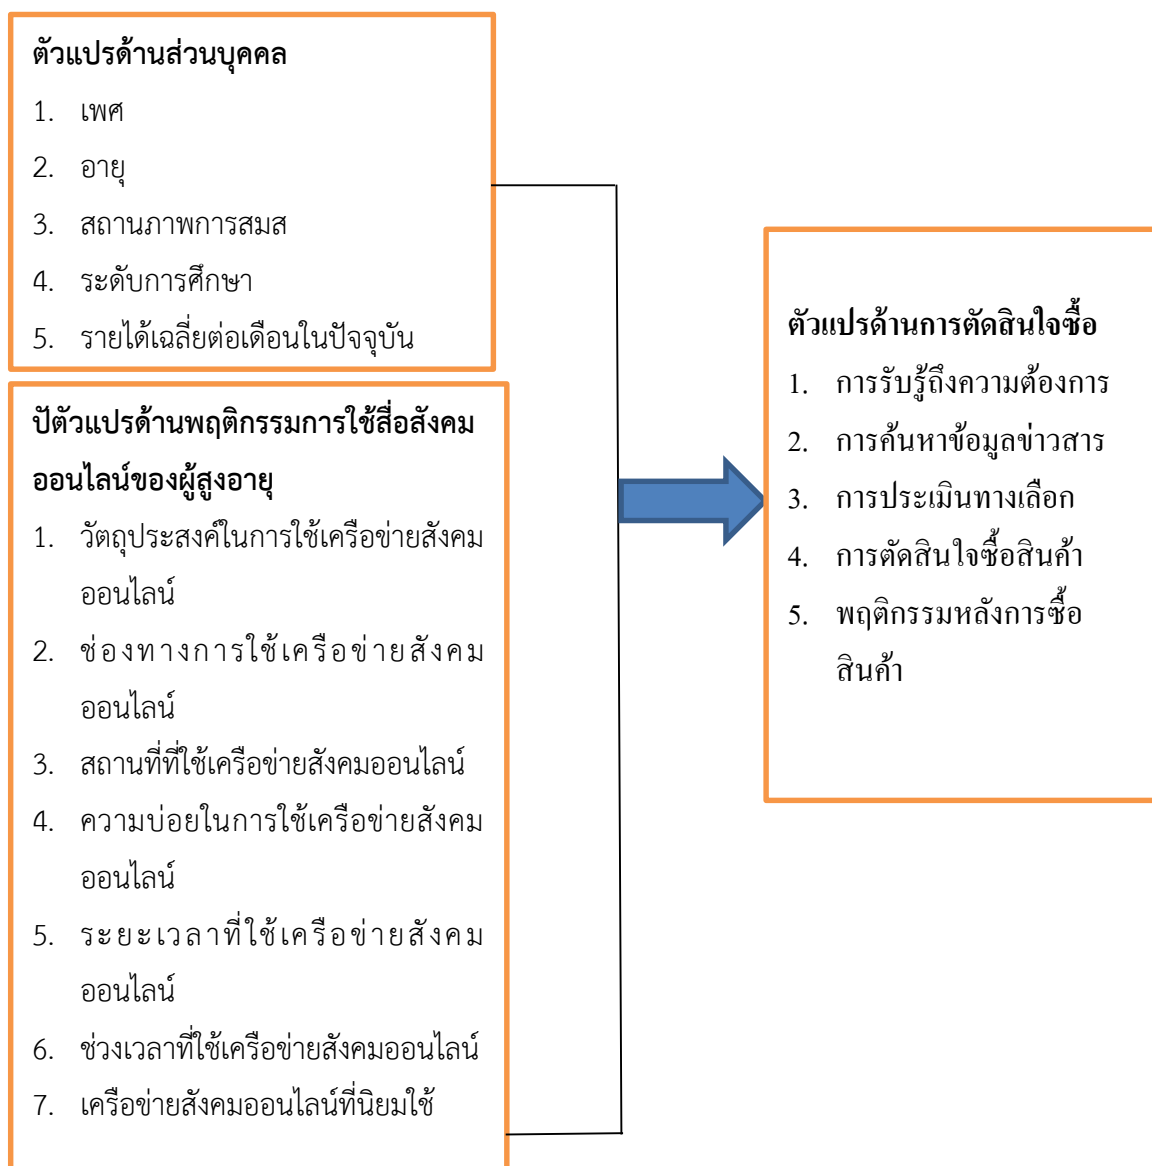 ตัวแปรด้านส่วนบุคคล
1. เพศ
2. อายุ
3. สถานภาพการสมส
4. ระดับการศึกษา
5. รายได้เฉลี่ยต่อเดือนในปัจจุบัน
ปัตัวแปรด้านพฤติกรรมการใช้สื่อสังคม
ออนไลน์ของผู้สูงอายุ
1. วัตถุประสงค์ในการใช้เครือข่ายสังคม
ออนไลน์
2. ช่องทางการใช้เครือข่ายสังคม
ออนไลน์
3. สถานที่ที่ใช้เครือข่ายสังคมออนไลน์
4. ความบ่อยในการใช้เครือข่ายสังคม
ออนไลน์
5. ระยะเวลาที่ใช้เครือข่ายสังคม
ออนไลน์
6. ช่วงเวลาที่ใช้เครือข่ายสังคมออนไลน์
7. เครือข่ายสังคมออนไลน์ที่นิยมใช้
ตัวแปรด้านการตัดสินใจซื้อ
1. การรับรู้ถึงความต้องการ
2. การค้นหาข้อมูลข่าวสาร
3. การประเมินทางเลือก
4. การตัดสินใจซื้อสินค้า
5. พฤติกรรมหลังการซื้อ
สินค้า